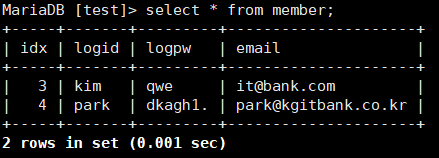 MariaDB [test]> select * from member;
+-----+-------+---------+----------------------+
| idx | logid | logpw   | email                |
+-----+-------+---------+----------------------+
|   3 | kim   | qwe     | it@bank.com          |
|   4 | park  | dkagh1. | park@kgitbank.co.kr |
+-----+-------+---------+----------------------+
2 rows in set (0.001 sec)